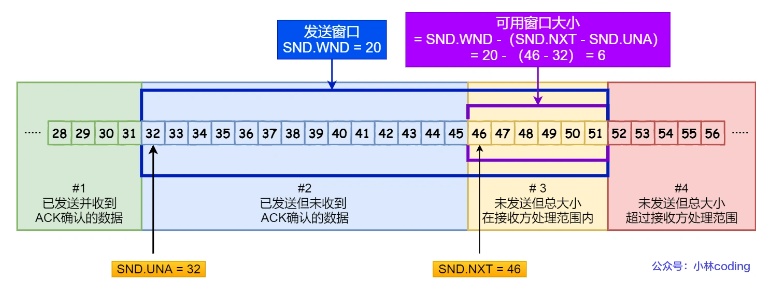 发送窗口
SND.WND = 20
可用窗口大小
= SND.WND -（SND.NXT - SND.UNA）
= 20 - （46 - 32） = 6
····· 28 29 30 31 32 33 34 35 36 37 38 39 40 41 42 43 44 45 46 47 48 49 50 51 52 53 54 55 56 ·····
#1
已发送并收到
ACK确认的数据
#2
已发送但未收到
ACK确认的数据
# 3
未发送但总大小
在接收方处理范围内
#4
未发送但总大小
超过接收方处理范围
SND.UNA = 32
SND.NXT = 46
公众号：小林coding